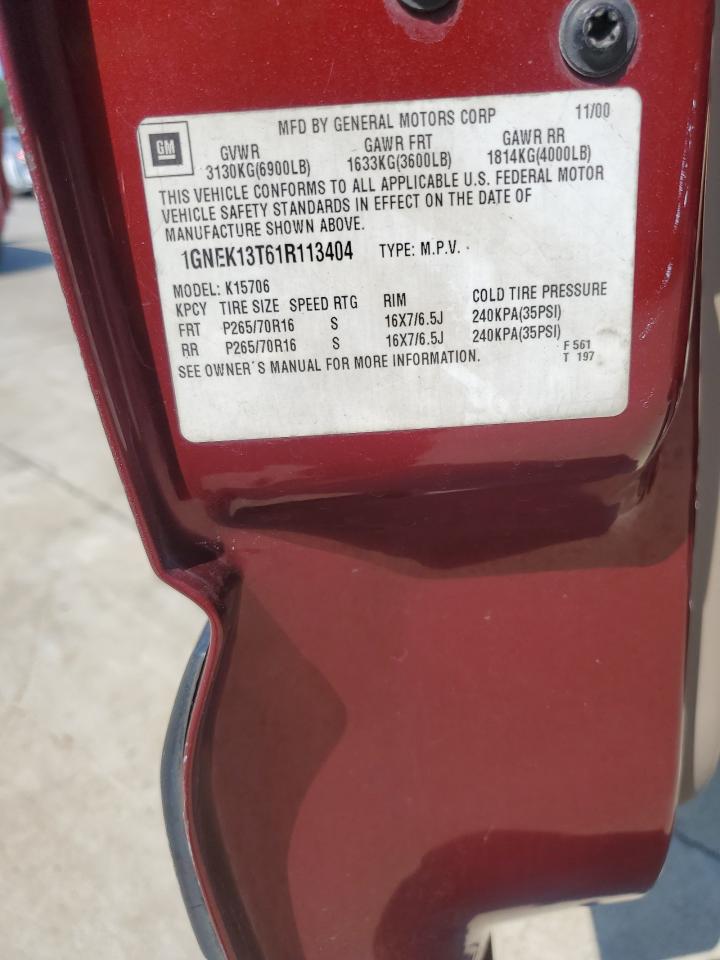 MFD BY GENERAL MOTORS CORP 11/00
GM
GVWR GAWR FRT GAWR RR
3130KG(6900LB) 1633KG(3600LB) 1814KG(4000LB)
THIS VEHICLE CONFORMS TO ALL APPLICABLE U.S. FEDERAL MOTOR
VEHICLE SAFETY STANDARDS IN EFFECT ON THE DATE OF
MANUFACTURE SHOWN ABOVE.
1GNEK13T61R113404 TYPE: M.P.V.
MODEL: K15706
KPCY TIRE SIZE SPEED RTG RIM COLD TIRE PRESSURE
FRT P265/70R16 S 16X7/6.5J 240KPA(35PSI)
RR P265/70R16 S 16X7/6.5J 240KPA(35PSI)
SEE OWNER'S MANUAL FOR MORE INFORMATION.
F 561
T 197